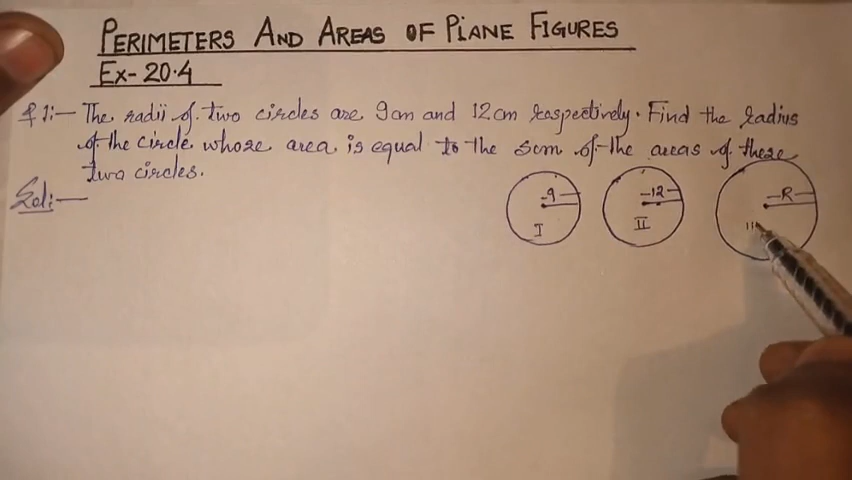 PERIMETERS AND AREAS OF PLANE FIGURES
Ex- 20.4
Q 1:- The radii of two circles are 9cm and 12cm respectively. Find the radius
of the circle whose area is equal to the sum of the areas of these
two circles.
Sol:-
9 12 R
I II